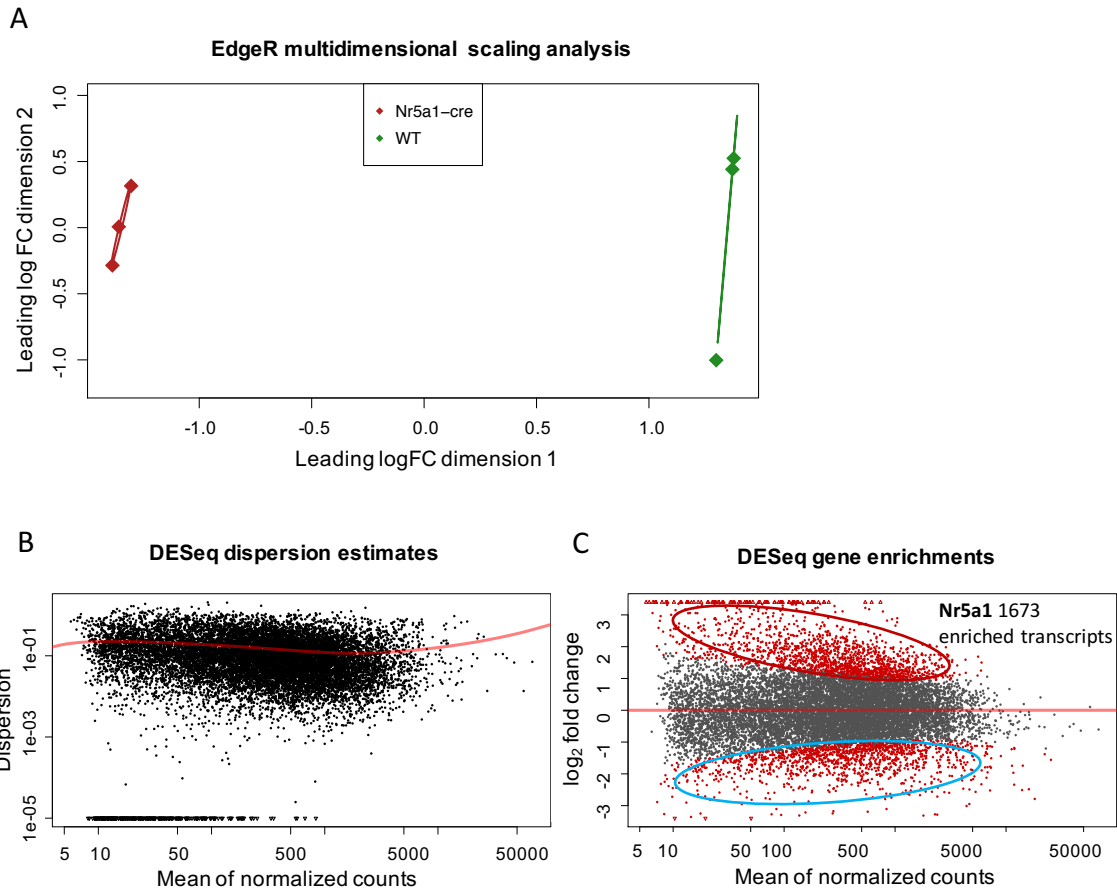 A
EdgeR multidimensional scaling analysis
Leading log FC dimension 2
1.0
0.5
0.0
-0.5
-1.0
Nr5a1-cre
WT
-1.0
-0.5
0.0
0.5
1.0
Leading logFC dimension 1
B
DESeq dispersion estimates
Dispersion
1e-01
1e-03
1e-05
5
10
50
500
5000
50000
Mean of normalized counts
C
DESeq gene enrichments
log2 fold change
3
2
1
0
-1
-2
-3
Nr5a1 1673
enriched transcripts
5
10
50
100
500
5000
50000
Mean of normalized counts